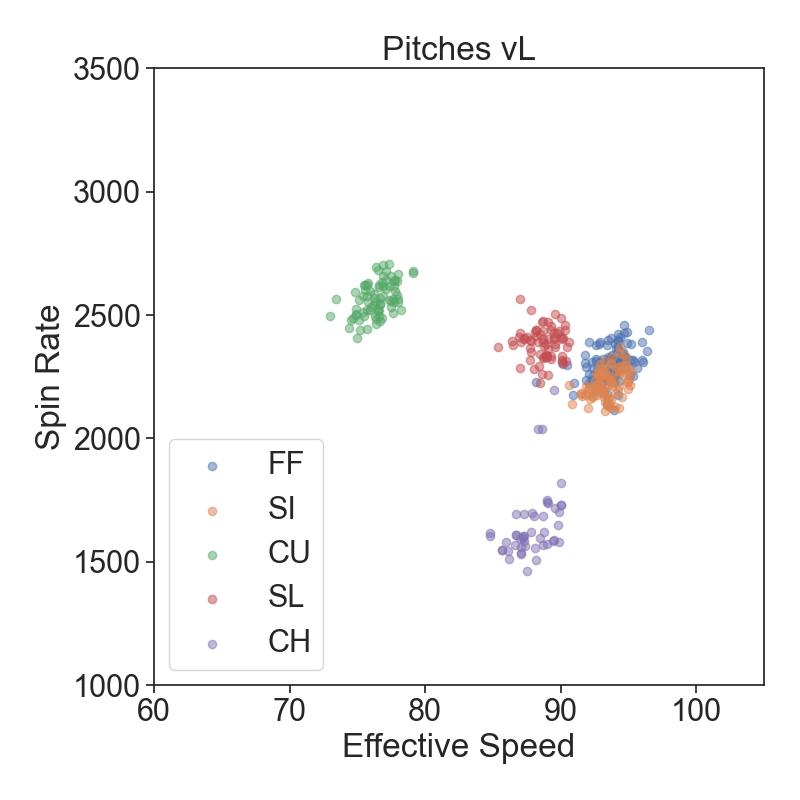 Pitches vL
3500
3000
2500
2000
1500
1000
Spin Rate
FF
SI
CU
SL
CH
60 70 80 90 100
Effective Speed